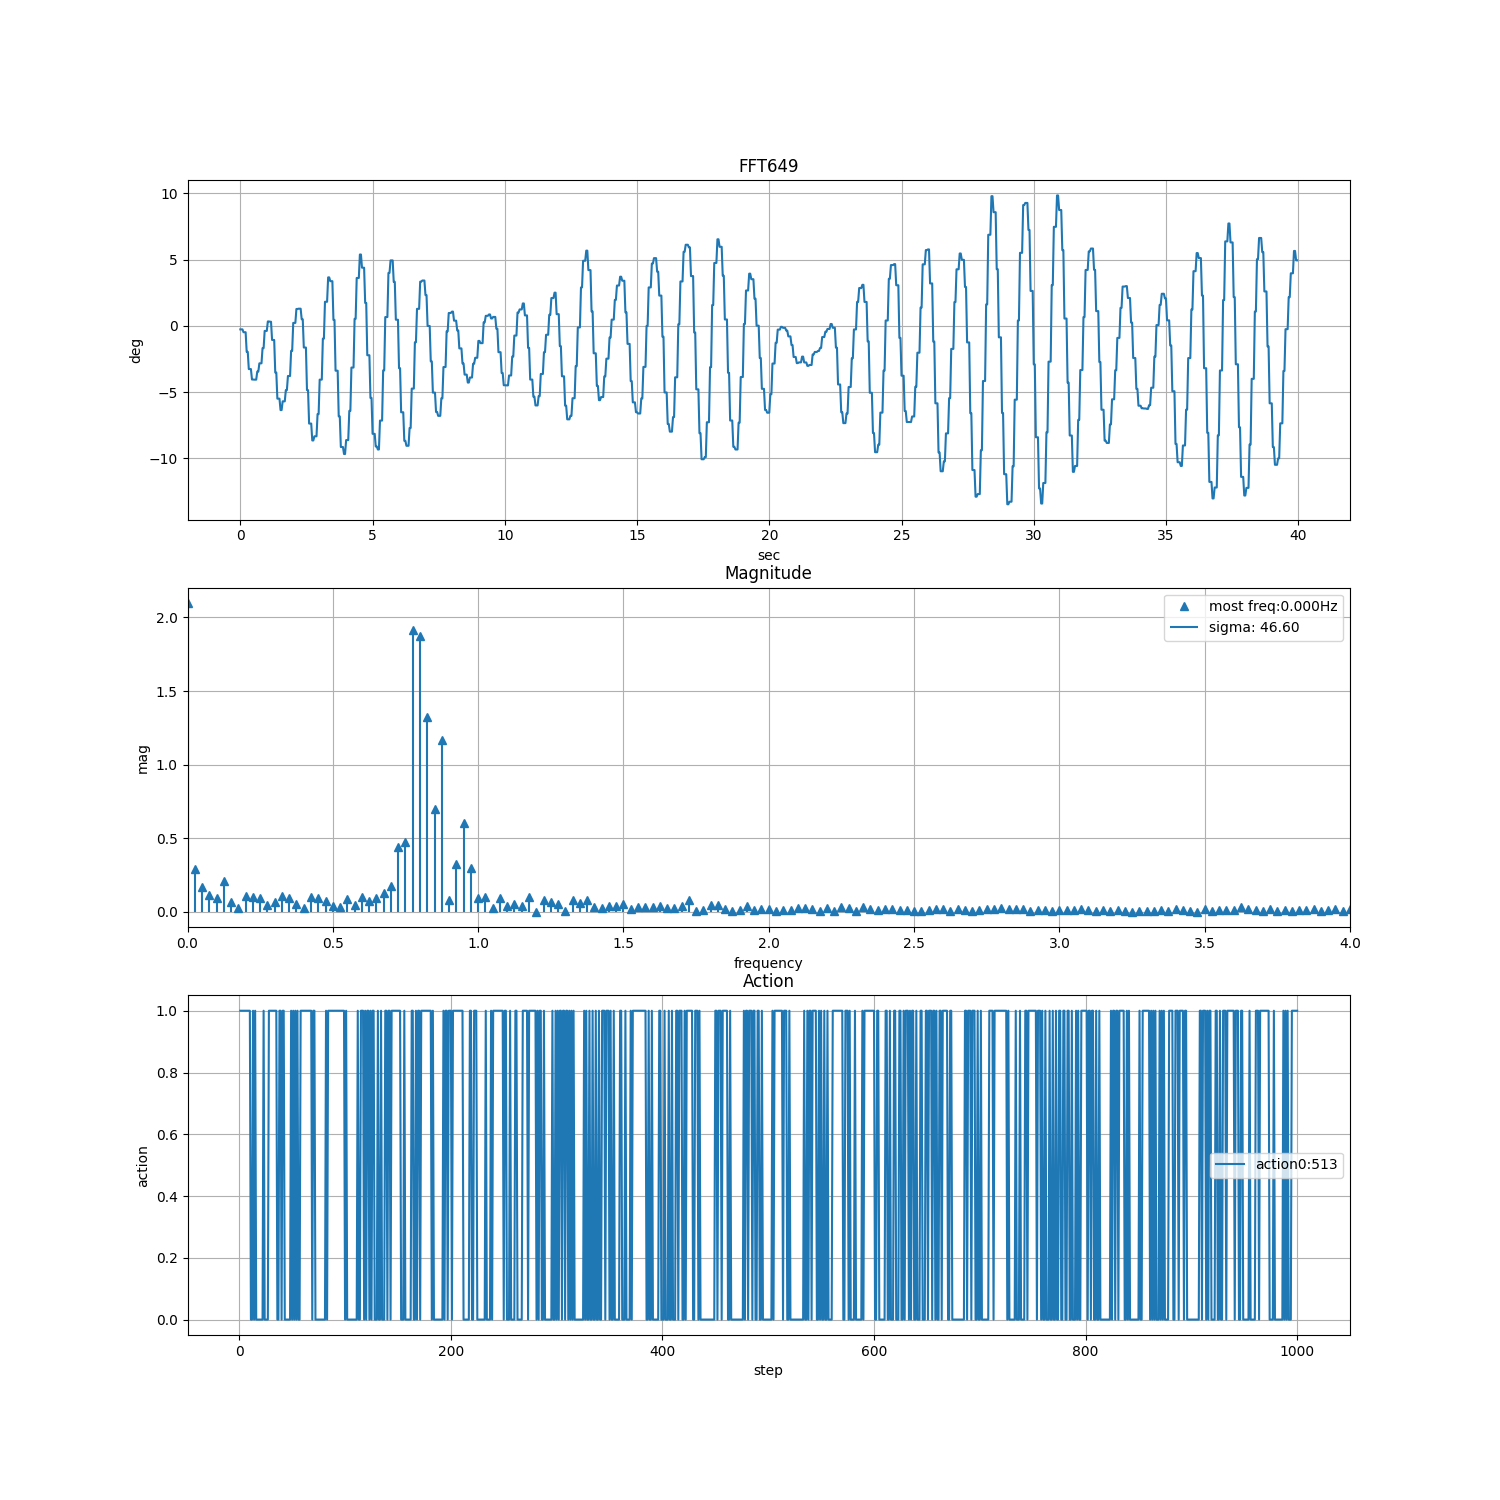 FFT649
10
5
0
−5
−10
deg
0 5 10 15 20 25 30 35 40
sec
Magnitude
most freq:0.000Hz
sigma: 46.60
2.0
1.5
1.0
0.5
0.0
mag
0.0 0.5 1.0 1.5 2.0 2.5 3.0 3.5 4.0
frequency
Action
1.0
0.8
0.6
0.4
0.2
0.0
action
action0:513
0 200 400 600 800 1000
step